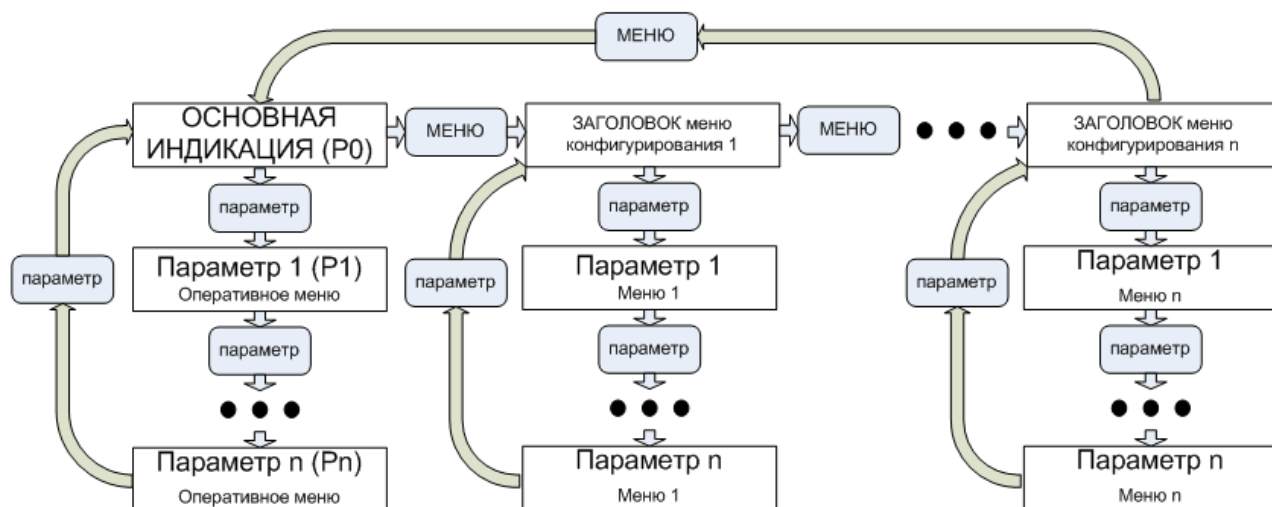 МЕНЮ
ОСНОВНАЯ
ИНДИКАЦИЯ (P0)
МЕНЮ
ЗАГОЛОВОК меню
конфигурирования 1
МЕНЮ
ЗАГОЛОВОК меню
конфигурирования n
параметр
параметр
параметр
параметр
Параметр 1 (P1)
Оперативное меню
параметр
Параметр 1
Меню 1
параметр
Параметр 1
Меню n
параметр
параметр
параметр
Параметр n (Pn)
Оперативное меню
Параметр n
Меню 1
Параметр n
Меню n